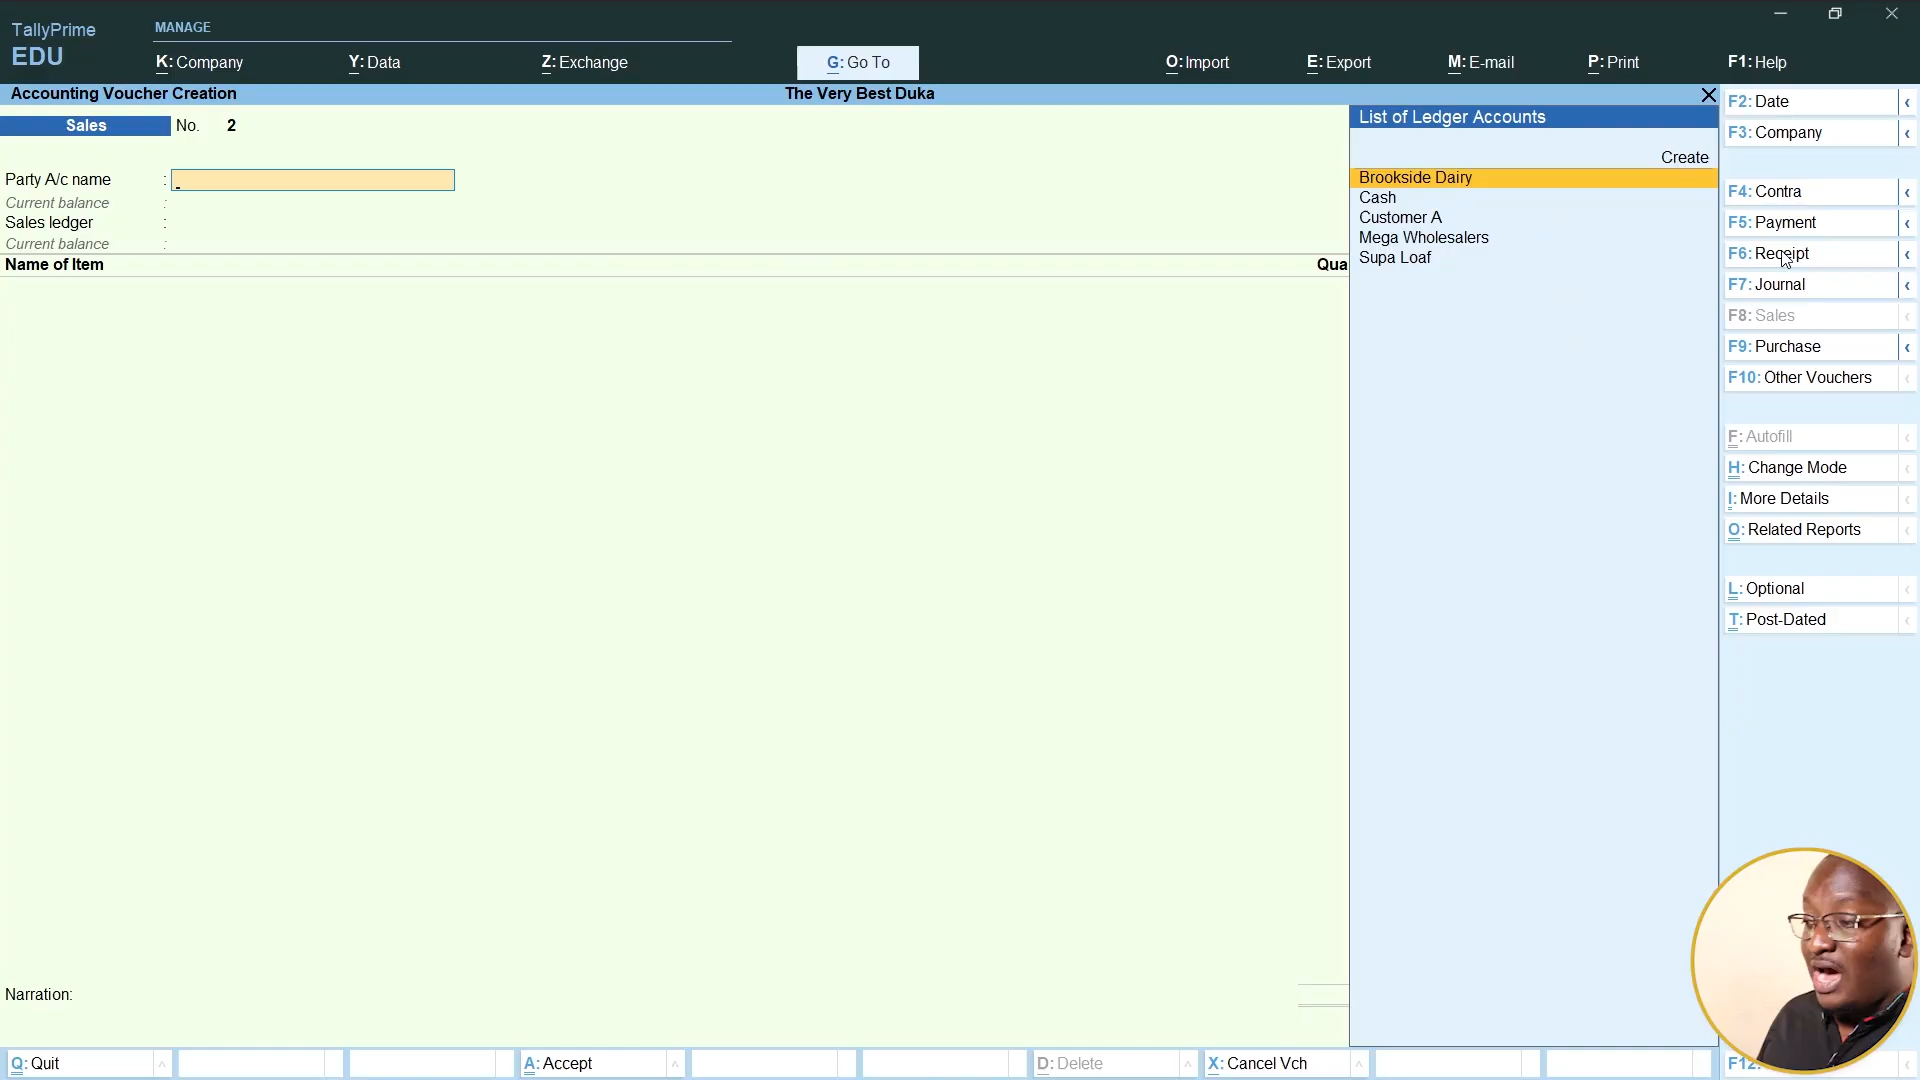 TallyPrime
EDU
MANAGE
K: Company
Y: Data
Z: Exchange
G: Go To
O: Import
E: Export
M: E-mail
P: Print
F1: Help
Accounting Voucher Creation
The Very Best Duka
Sales No. 2
Party A/c name :
Current balance :
Sales ledger :
Current balance :
Name of Item
Qua
Narration:
List of Ledger Accounts
Create
Brookside Dairy
Cash
Customer A
Mega Wholesalers
Supa Loaf
F2: Date
F3: Company
F4: Contra
F5: Payment
F6: Receipt
F7: Journal
F8: Sales
F9: Purchase
F10: Other Vouchers
F: Autofill
H: Change Mode
I: More Details
O: Related Reports
L: Optional
T: Post-Dated
Q: Quit
A: Accept
D: Delete
X: Cancel Vch
F12: